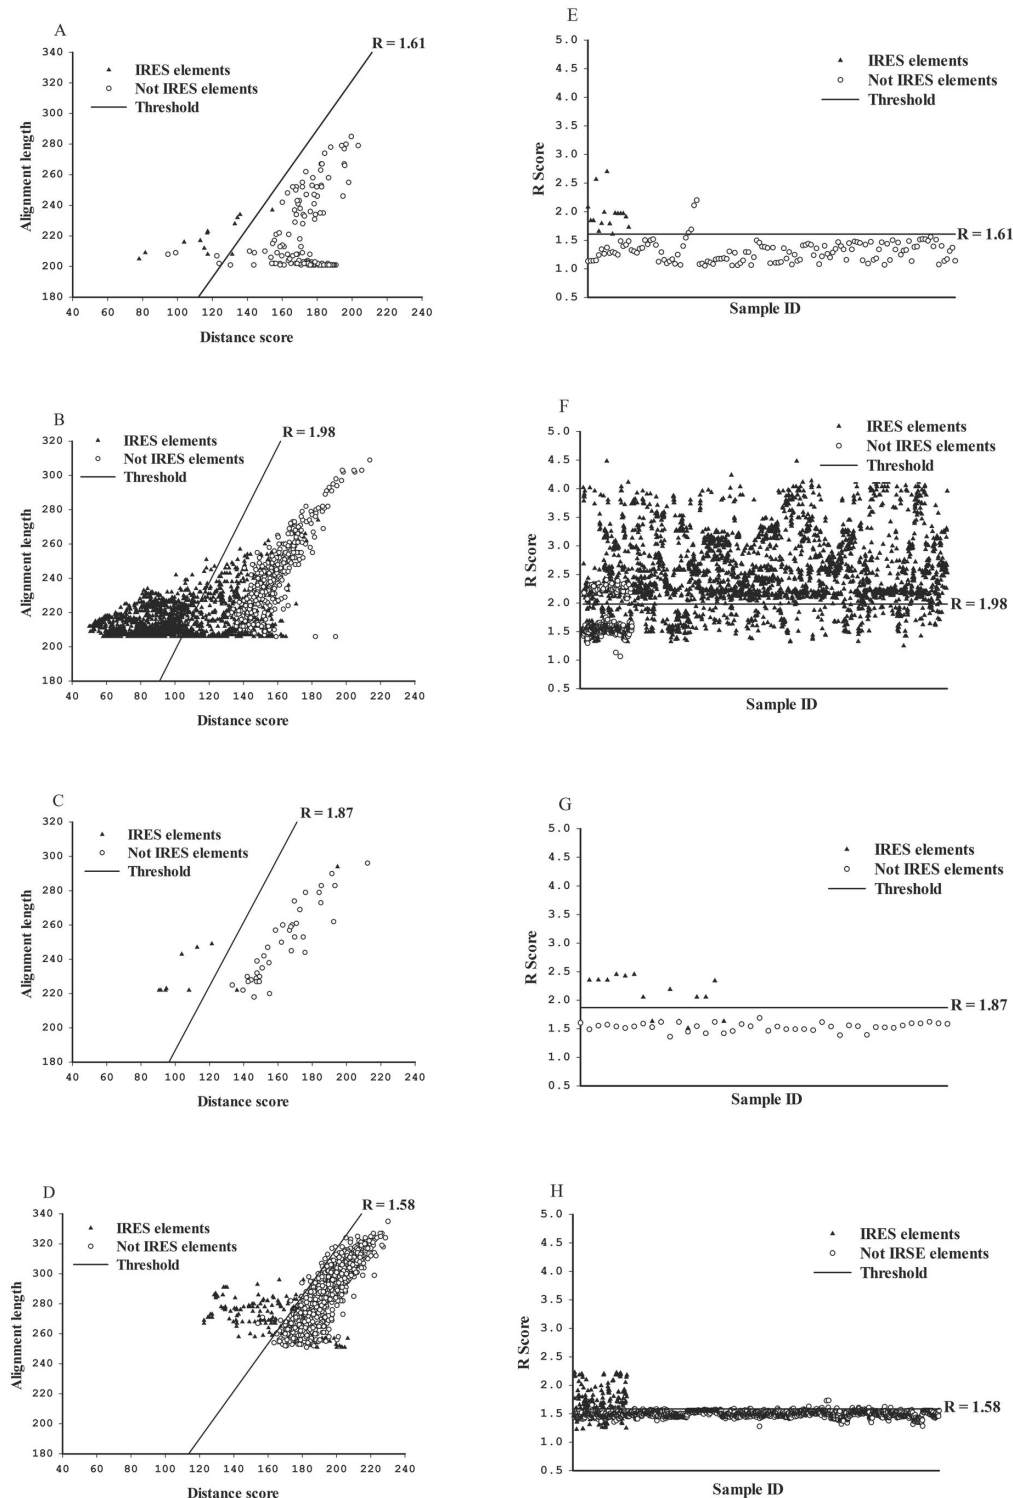 A
R = 1.61
340
IRES elements
320
Not IRES elements
300
Threshold
280
260
240
220
200
180
40 60 80 100 120 140 160 180 200 220 240
Alignment length
Distance score
E
5.0
IRES elements
4.5
Not IRES elements
4.0
Threshold
3.5
3.0
2.5
2.0
1.5
1.0
0.5
R = 1.61
R Score
Sample ID
B
R = 1.98
320
IRES elements
Not IRES elements
300
Threshold
280
260
240
220
200
180
40 60 80 100 120 140 160 180 200 220 240
Alignment length
Distance score
F
5.0
IRES elements
Not IRES elements
4.5
Threshold
4.0
3.5
3.0
2.5
2.0
1.5
1.0
0.5
R = 1.98
R Score
Sample ID
C
R = 1.87
320
IRES elements
Not IRES elements
300
Threshold
280
260
240
220
200
180
40 60 80 100 120 140 160 180 200 220 240
Alignment length
Distance score
G
5.0
IRES elements
4.5
Not IRES elements
4.0
Threshold
3.5
3.0
2.5
2.0
1.5
1.0
0.5
R = 1.87
R Score
Sample ID
D
R = 1.58
340
IRES elements
320
Not IRES elements
Threshold
300
280
260
240
220
200
180
40 60 80 100 120 140 160 180 200 220 230 240
Alignment length
Distance score
H
5.0
IRES elements
4.5
Not IRSE elements
4.0
Threshold
3.5
3.0
2.5
2.0
1.5
1.0
0.5
R = 1.58
R Score
Sample ID